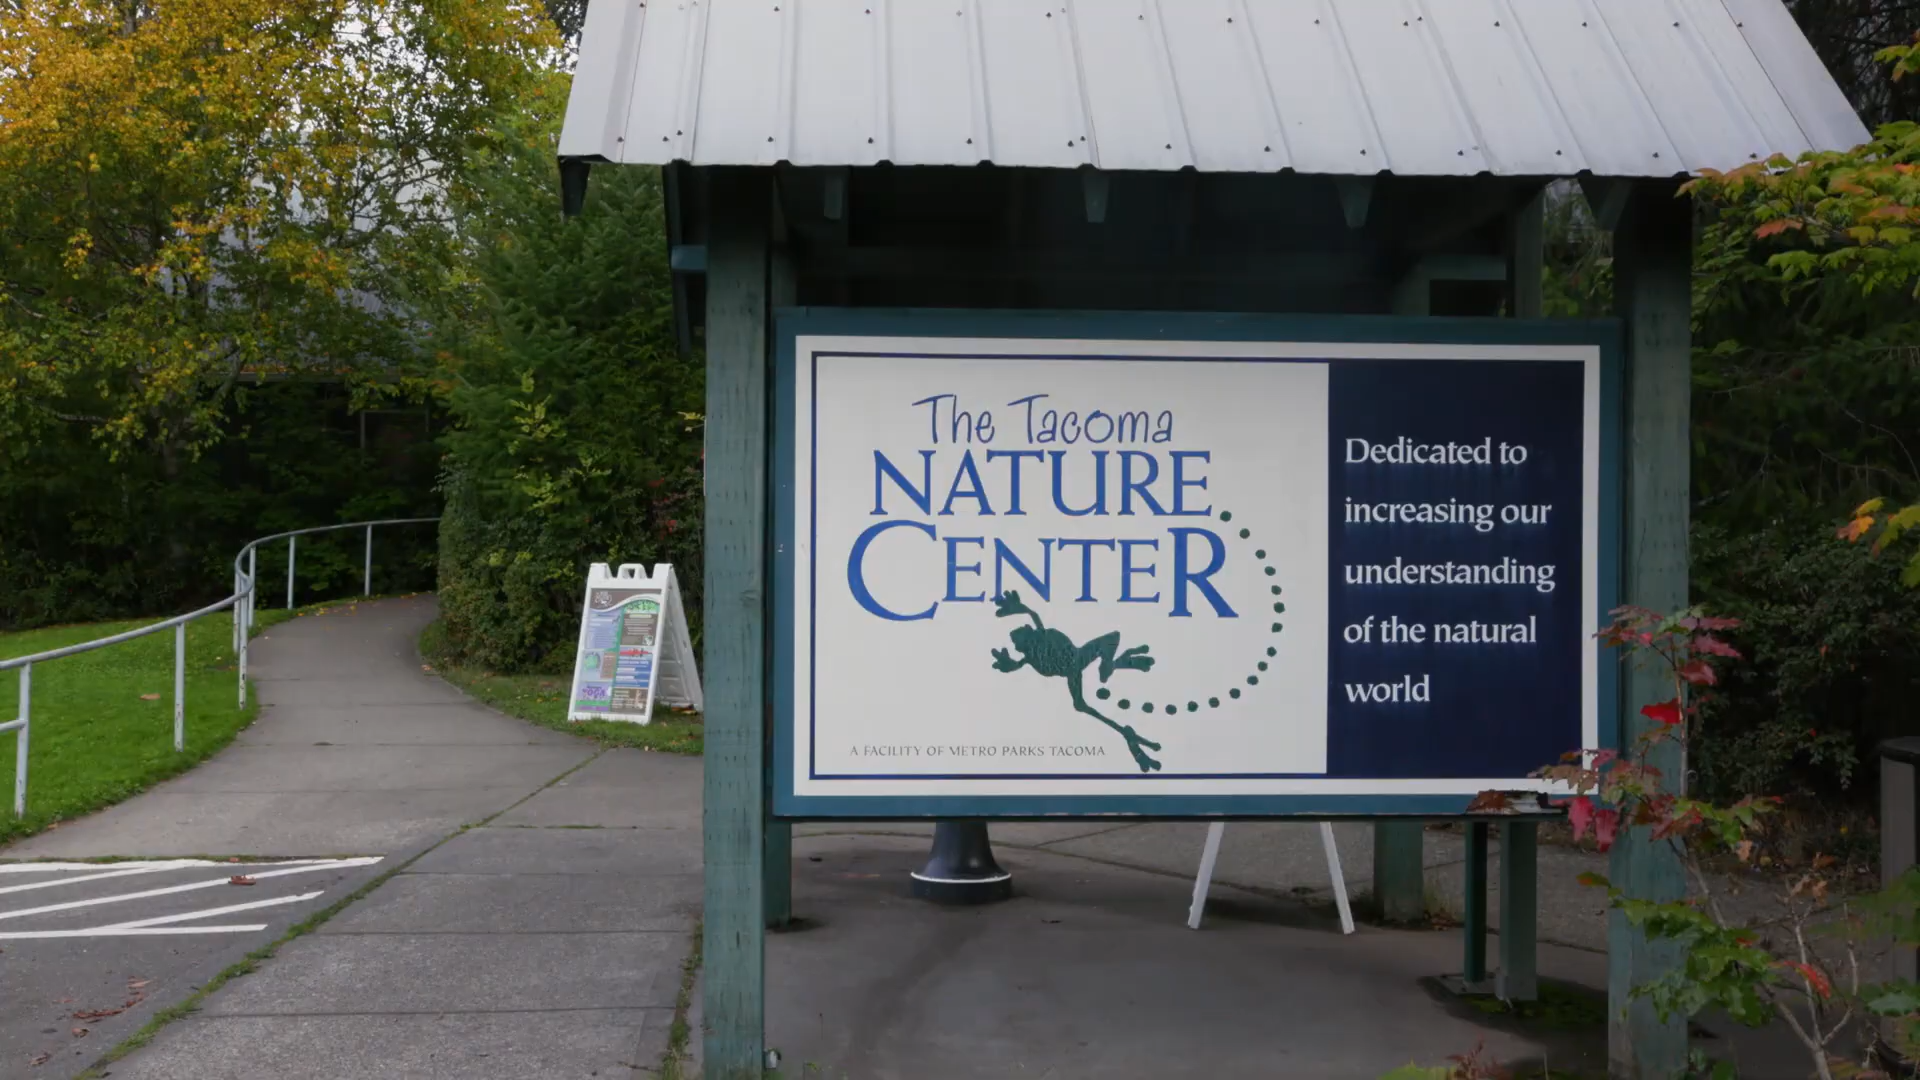 The Tacoma
NATURE
CENTER
A FACILITY OF METRO PARKS TACOMA
Dedicated to
increasing our
understanding
of the natural
world